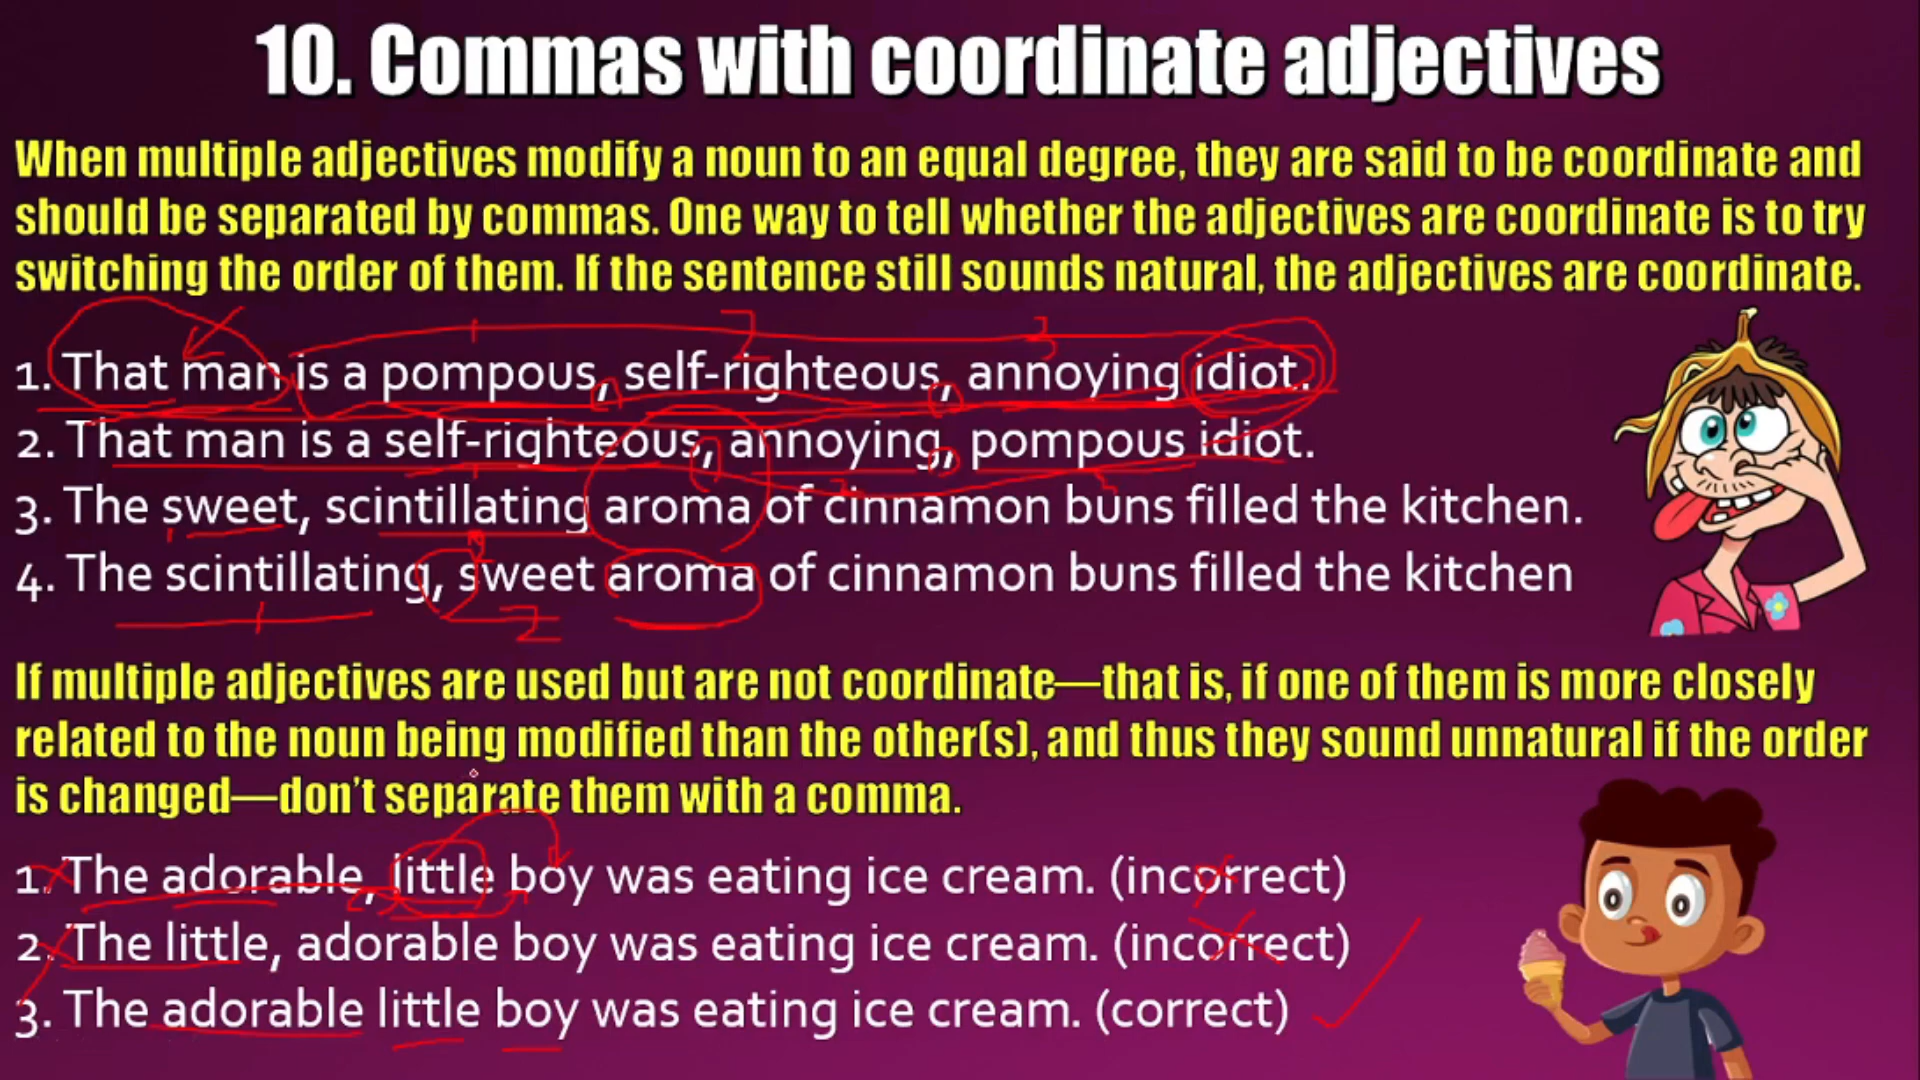 10. Commas with coordinate adjectives
When multiple adjectives modify a noun to an equal degree, they are said to be coordinate and
should be separated by commas. One way to tell whether the adjectives are coordinate is to try
switching the order of them. If the sentence still sounds natural, the adjectives are coordinate.
1. That man is a pompous, self-righteous, annoying idiot.
2. That man is a self-righteous, annoying, pompous idiot.
3. The sweet, scintillating aroma of cinnamon buns filled the kitchen.
4. The scintillating, sweet aroma of cinnamon buns filled the kitchen
If multiple adjectives are used but are not coordinate—that is, if one of them is more closely
related to the noun being modified than the other(s), and thus they sound unnatural if the order
is changed—don't separate them with a comma.
1. The adorable, little boy was eating ice cream. (incorrect)
2. The little, adorable boy was eating ice cream. (incorrect)
3. The adorable little boy was eating ice cream. (correct)